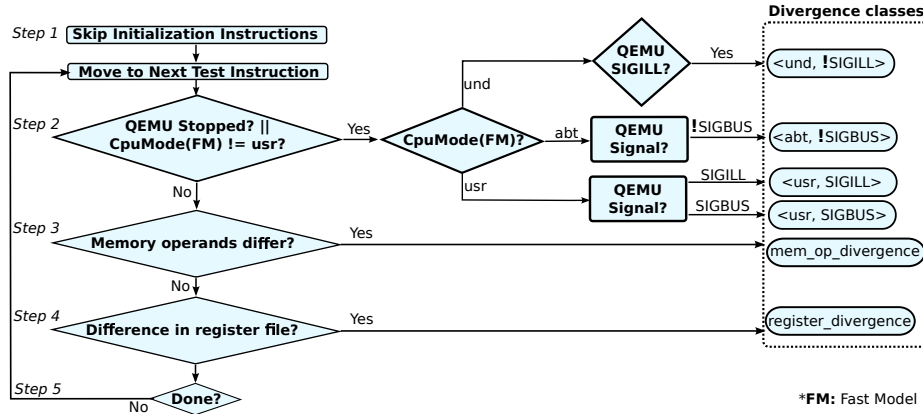 Divergence classes
Step 1
Skip Initialization Instructions
Move to Next Test Instruction
QEMU
SIGILL?
Yes
<und, !SIGILL>
und
Step 2
QEMU Stopped? ||
CpuMode(FM) != usr?
Yes
CpuMode(FM)?
abt
QEMU
Signal?
!SIGBUS
<abt, !SIGBUS>
usr
QEMU
Signal?
SIGILL
<usr, SIGILL>
SIGBUS
<usr, SIGBUS>
No
Step 3
Memory operands differ?
Yes
mem_op_divergence
No
Step 4
Difference in register file?
Yes
register_divergence
Step 5
No
Done?
*FM: Fast Model